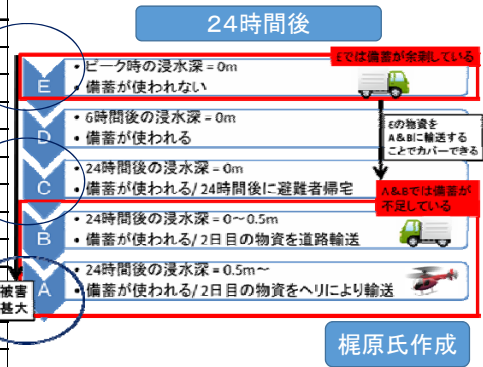 24時間後
Eでは備蓄が余剰している
E
• ピーク時の浸水深 = 0m
• 備蓄が使われない
D
• 6時間後の浸水深 = 0m
• 備蓄が使われる
Eの物資を
A&Bに輸送する
ことでカバーできる
C
• 24時間後の浸水深 = 0m
• 備蓄が使われる/ 24時間後に避難者帰宅
A&Bでは備蓄が
不足している
B
• 24時間後の浸水深 = 0～0.5m
• 備蓄が使われる/ 2日目の物資を道路輸送
A
• 24時間後の浸水深 = 0.5m～
• 備蓄が使われる/ 2日目の物資をヘリにより輸送
被害
甚大
梶原氏作成